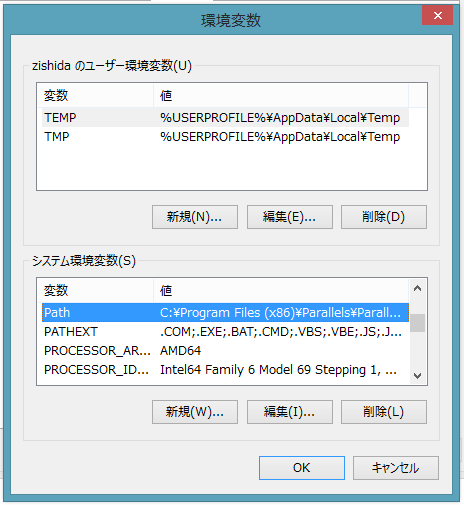 環境変数
zishida のユーザー環境変数(U)
変数 値
TEMP %USERPROFILE%¥AppData¥Local¥Temp
TMP %USERPROFILE%¥AppData¥Local¥Temp
新規(N)... 編集(E)... 削除(D)
システム環境変数(S)
変数 値
Path C:¥Program Files (x86)¥Parallels¥Parall...
PATHEXT .COM;.EXE;.BAT;.CMD;.VBS;.VBE;.JS;.J...
PROCESSOR_AR... AMD64
PROCESSOR_ID... Intel64 Family 6 Model 69 Stepping 1, ...
新規(W)... 編集(I)... 削除(L)
OK キャンセル